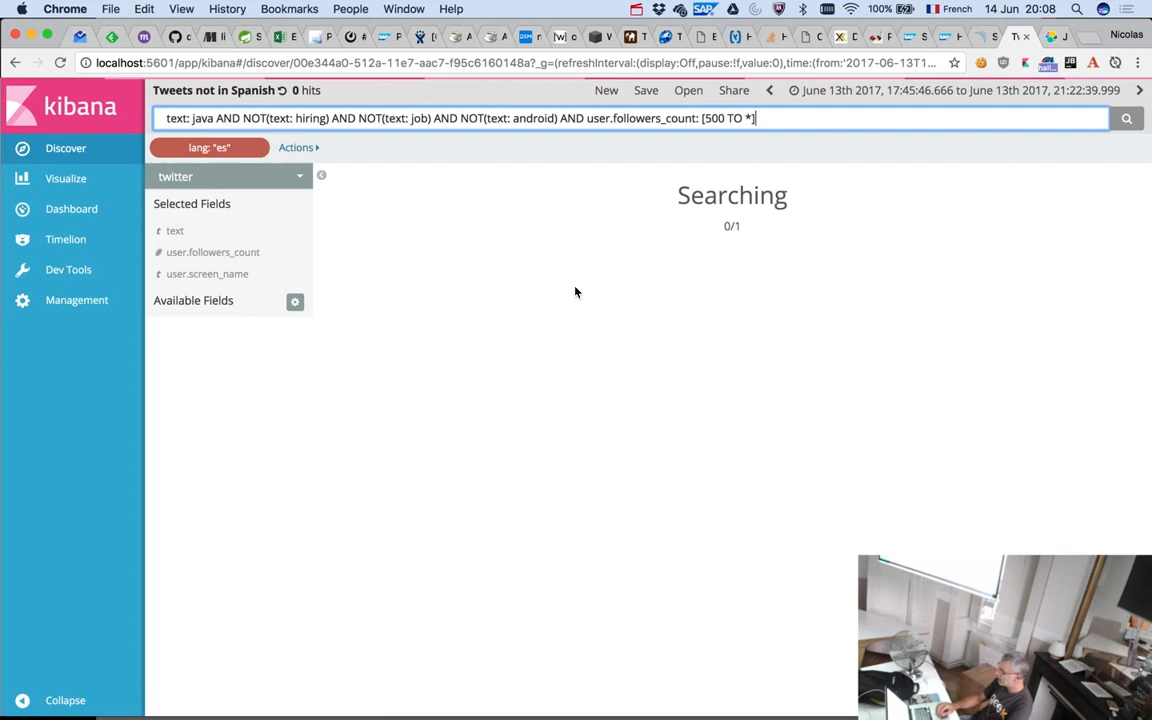 Chrome File Edit View History Bookmarks People Window Help SAP 100% French 14 Jun 20:08
Nicolas
localhost:5601/app/kibana#/discover/00e344a0-512a-11e7-aac7-f95c6160148a?_g=(refreshInterval:(display:Off,pause:!f,value:0),time:(from:'2017-06-13T1...
kibana
Tweets not in Spanish 0 hits New Save Open Share June 13th 2017, 17:45:46.666 to June 13th 2017, 21:22:39.999
text: java AND NOT(text: hiring) AND NOT(text: job) AND NOT(text: android) AND user.followers_count: [500 TO *]
Discover
lang: "es" Actions
Visualize
twitter
Dashboard
Selected Fields
Searching
0/1
Timelion
t text
# user.followers_count
Dev Tools
t user.screen_name
Management
Available Fields
Collapse